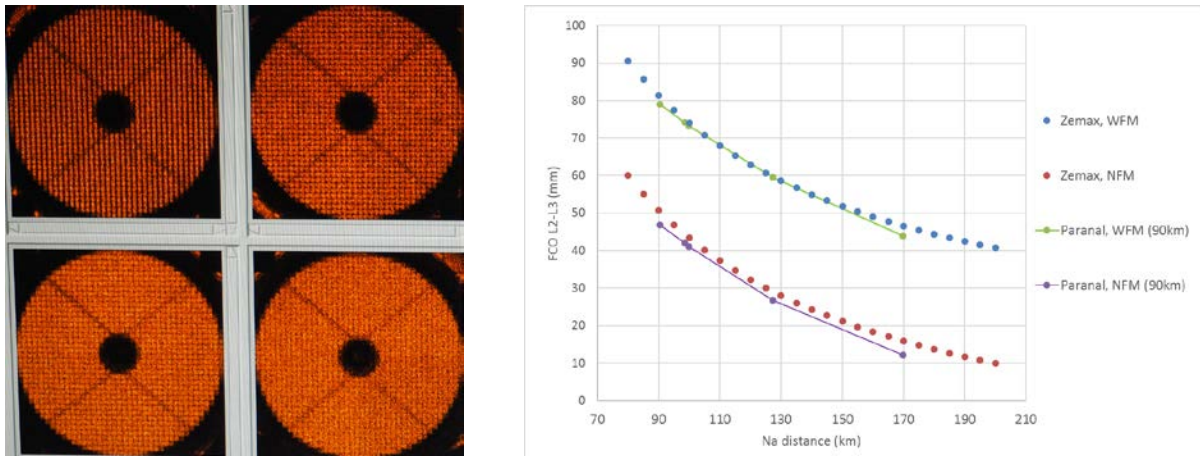 FCO L2-L3 (mm)
100
90
80
70
60
50
40
30
20
10
0
70 90 110 130 150 170 190 210
Na distance (km)
Zemax, WFM
Zemax, NFM
Paranal, WFM (90km)
Paranal, NFM (90km)